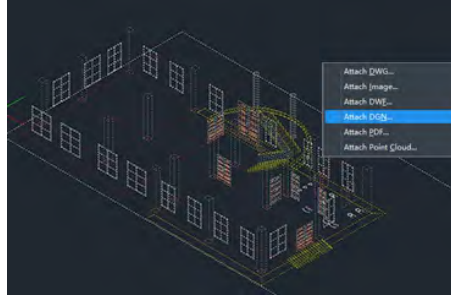 Attach DWG...
Attach Image...
Attach DWF...
Attach DGN...
Attach PDF...
Attach Point Cloud...